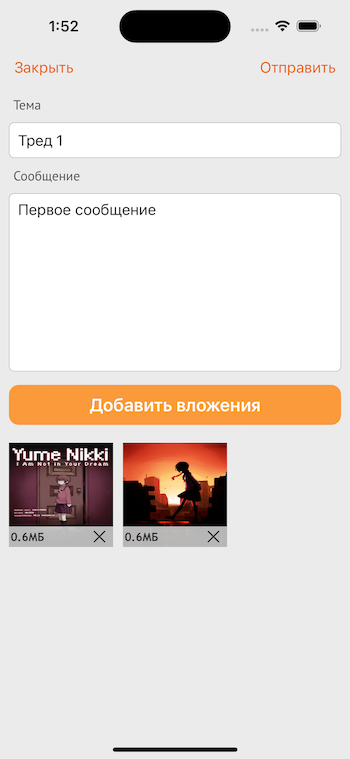 1:52
Закрыть
Отправить
Тема
Тред 1
Сообщение
Первое сообщение
Добавить вложения
Yume Nikki
I Am Not in Your Dream
0.6МБ
0.6МБ